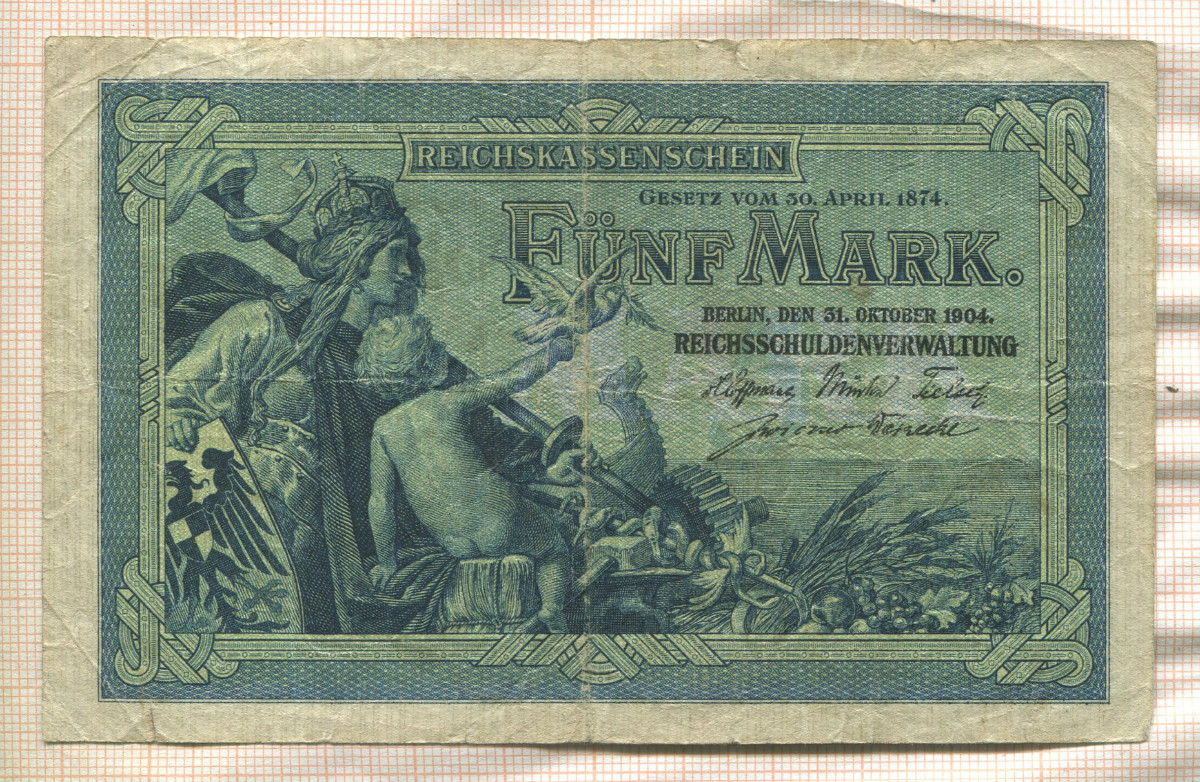 REICHSKASSENSCHEIN
GESETZ VOM 30. APRIL 1874.
FÜNF MARK.
BERLIN, DEN 31. OKTOBER 1904.
REICHSSCHULDENVERWALTUNG